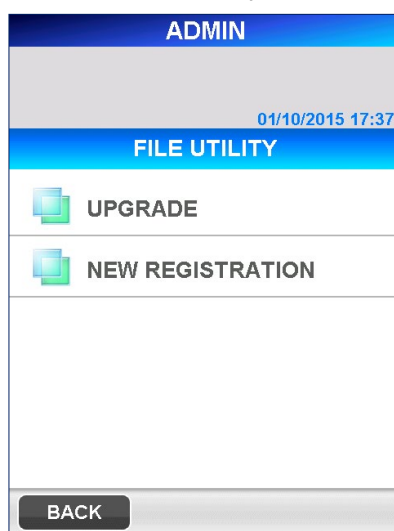 ADMIN
01/10/2015 17:37
FILE UTILITY
UPGRADE
NEW REGISTRATION
BACK